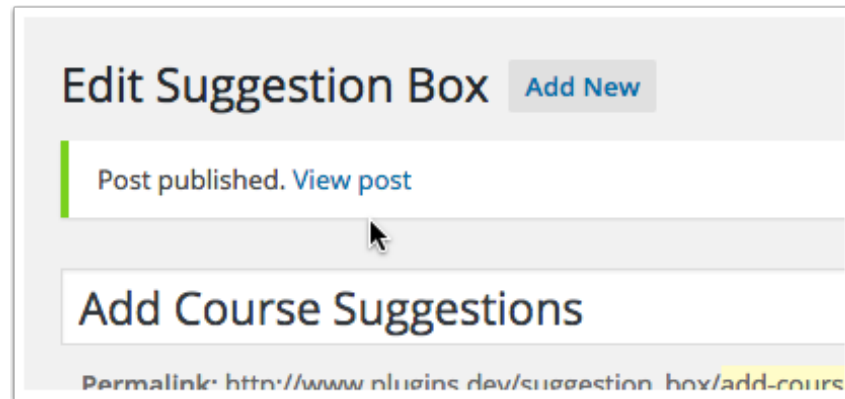 Edit Suggestion Box Add New
Post published. View post
Add Course Suggestions
Permalink: http://www.plugins.dev/suggestion_box/add-cours